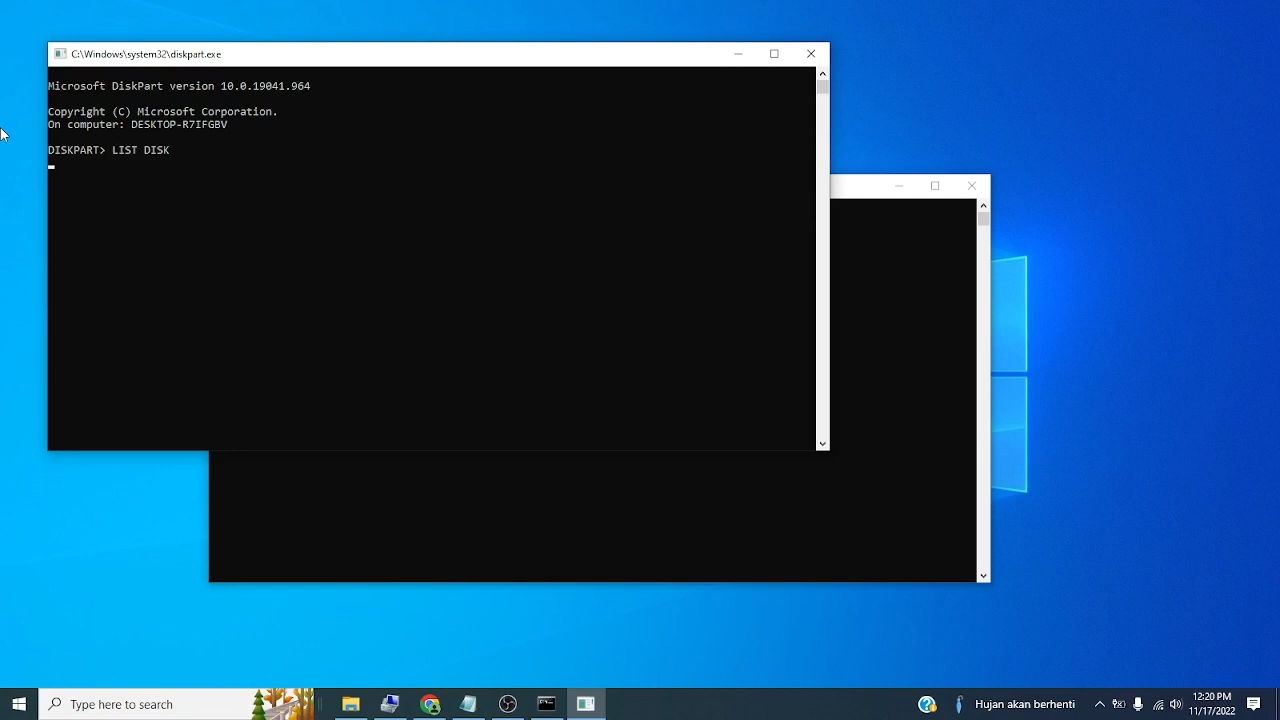 C:\Windows\system32\diskpart.exe
Microsoft DiskPart version 10.0.19041.964
Copyright (C) Microsoft Corporation.
On computer: DESKTOP-R7IFGBV
DISKPART> LIST DISK
Type here to search
Hujan akan berhenti
12:20 PM
11/17/2022